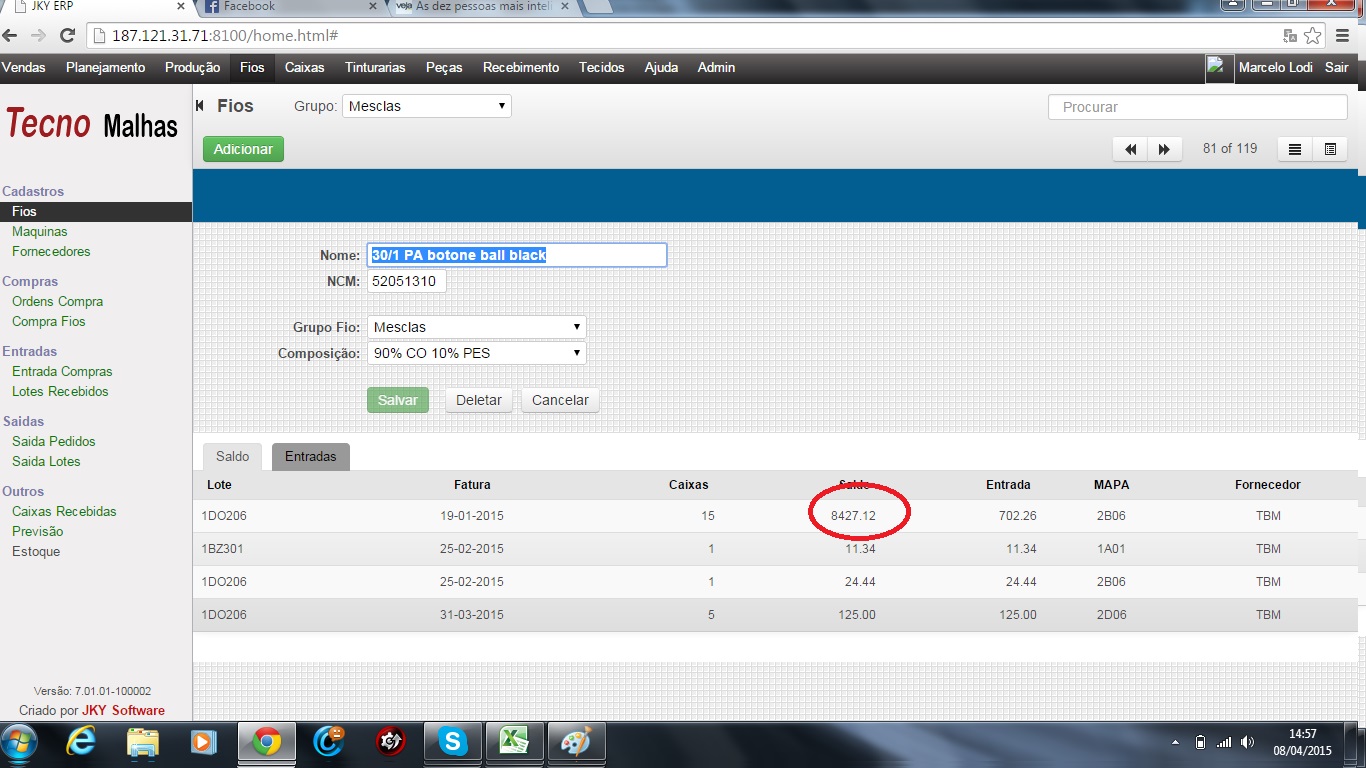 JKY ERP × Facebook × veja As dez pessoas mais inteli ×
187.121.31.71:8100/home.html#
Vendas Planejamento Produção Fios Caixas Tinturarias Peças Recebimento Tecidos Ajuda Admin Marcelo Lodi Sair
Tecno Malhas
Fios Grupo: Mesclas Procurar
Adicionar 81 of 119
Cadastros
Fios
Maquinas
Fornecedores
Compras
Ordens Compra
Compra Fios
Entradas
Entrada Compras
Lotes Recebidos
Saidas
Saida Pedidos
Saida Lotes
Outros
Caixas Recebidas
Previsão
Estoque
Nome: 30/1 PA botone ball black
NCM: 52051310
Grupo Fio: Mesclas
Composição: 90% CO 10% PES
Salvar Deletar Cancelar
Saldo Entradas
Lote Fatura Caixas Saldo Entrada MAPA Fornecedor
1DO206 19-01-2015 15 8427.12 702.26 2B06 TBM
1BZ301 25-02-2015 1 11.34 11.34 1A01 TBM
1DO206 25-02-2015 1 24.44 24.44 2B06 TBM
1DO206 31-03-2015 5 125.00 125.00 2D06 TBM
Versão: 7.01.01-100002
Criado por JKY Software
14:57
08/04/2015